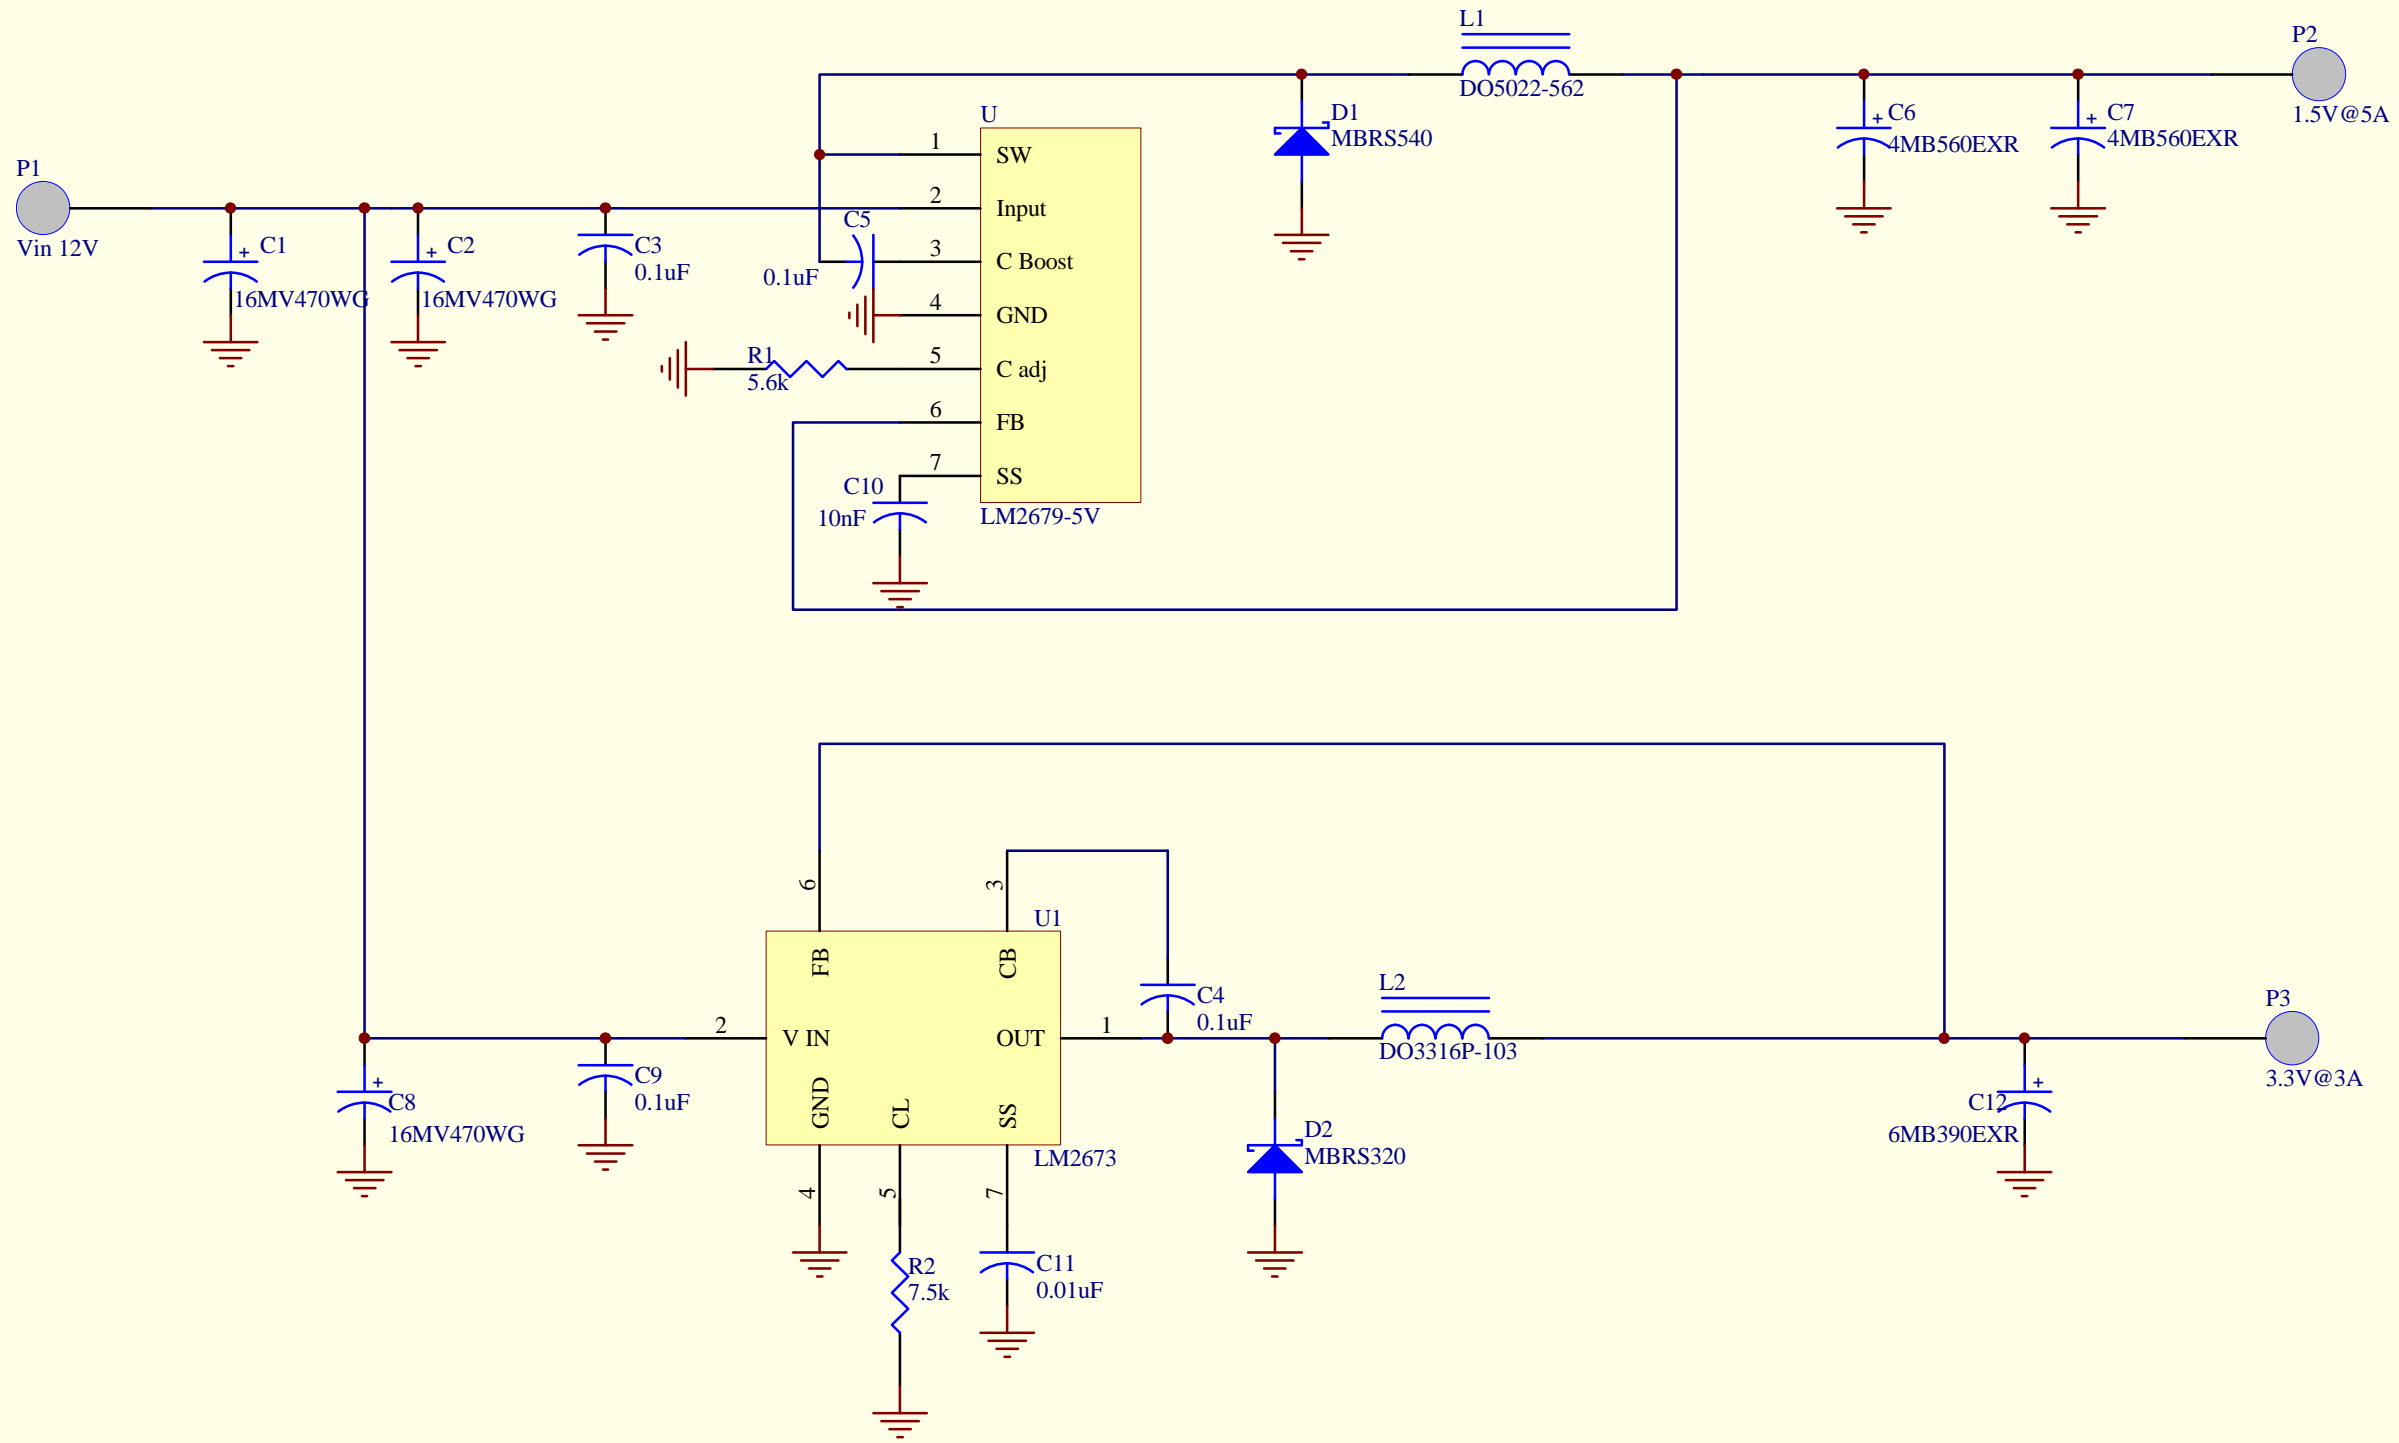 L1
DO5022-562
P2
1.5V@5A
D1
MBRS540
C6
4MB560EXR
C7
4MB560EXR
U
1
SW
2
Input
3
C Boost
4
GND
5
C adj
6
FB
7
SS
LM2679-5V
P1
Vin 12V
C1
16MV470WG
C2
16MV470WG
C3
0.1uF
C5
0.1uF
R1
5.6k
C10
10nF
6
3
U1
FB
CB
2
V IN
OUT
1
GND
CL
SS
LM2673
4
5
7
C4
0.1uF
L2
DO3316P-103
P3
3.3V@3A
C8
16MV470WG
C9
0.1uF
D2
MBRS320
C12
6MB390EXR
R2
7.5k
C11
0.01uF